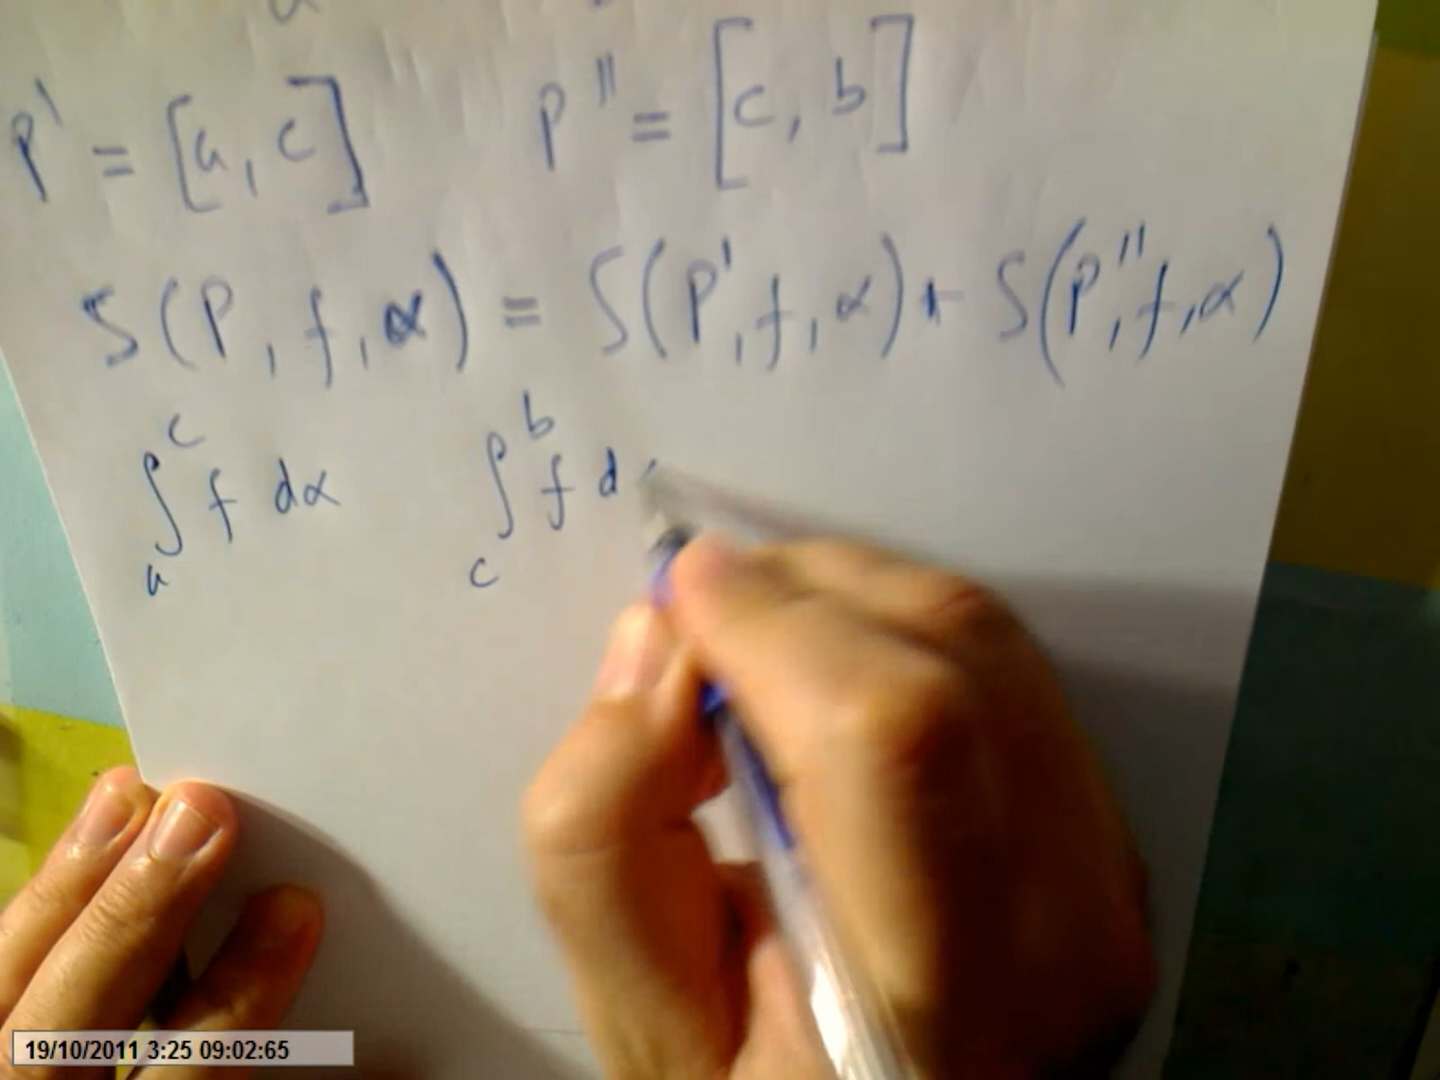 P' = [a, c] P'' = [c, b]
S(P, f, α) = S(P', f, α) + S(P'', f, α)
∫_a^c f dα ∫_c^b f d
19/10/2011 3:25 09:02:65